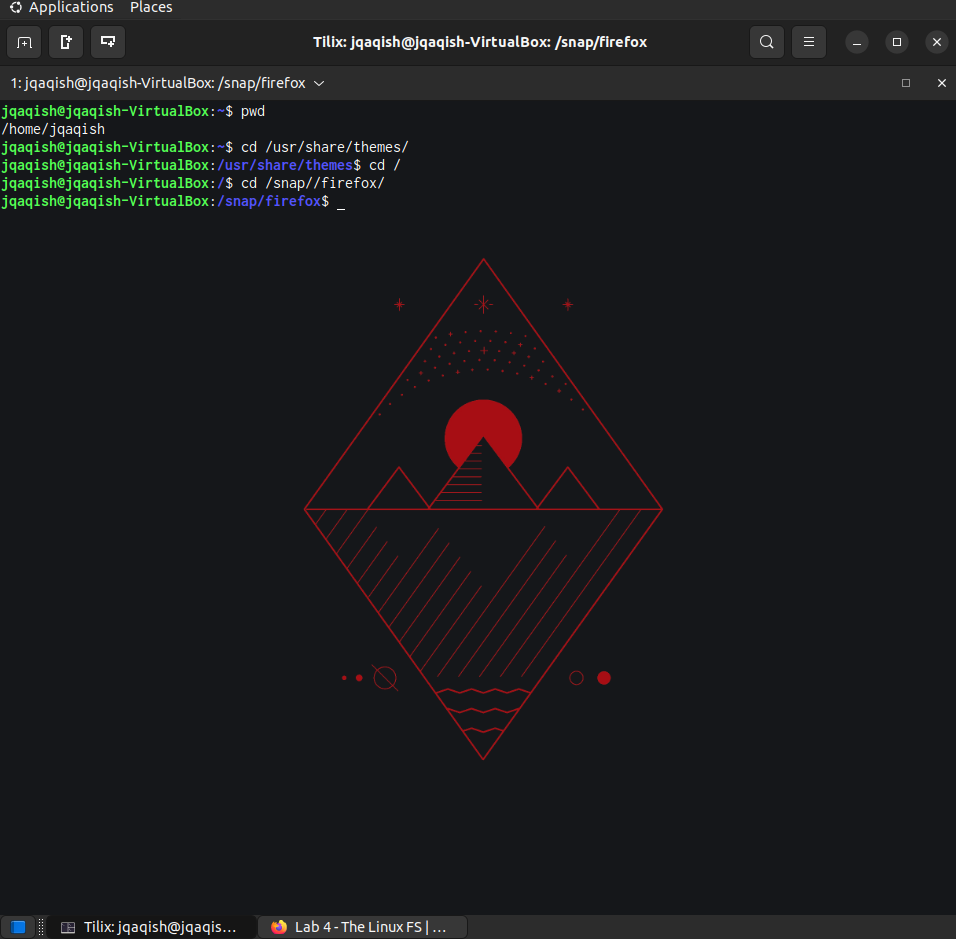 Applications Places
Tilix: jqaqish@jqaqish-VirtualBox: /snap/firefox
1: jqaqish@jqaqish-VirtualBox: /snap/firefox
jqaqish@jqaqish-VirtualBox:~$ pwd
/home/jqaqish
jqaqish@jqaqish-VirtualBox:~$ cd /usr/share/themes/
jqaqish@jqaqish-VirtualBox:/usr/share/themes$ cd /
jqaqish@jqaqish-VirtualBox:/$ cd /snap//firefox/
jqaqish@jqaqish-VirtualBox:/snap/firefox$ _
Tilix: jqaqish@jqaqis... Lab 4 - The Linux FS | ...